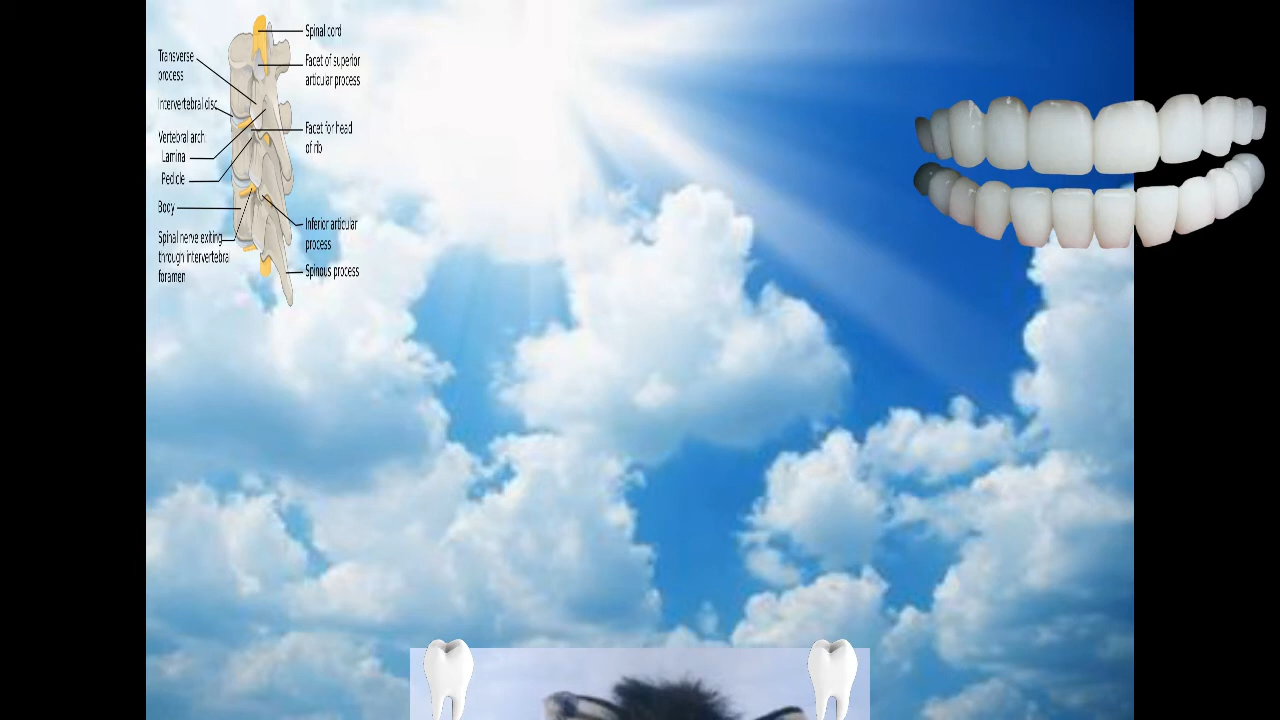 Spinal cord
Transverse
process
Facet of superior
articular process
Intervertebral disc
Facet for head
of rib
Vertebral arch
Lamina
Pedicle
Body
Inferior articular
process
Spinal nerve exiting
through intervertebra
foramen
Spinous process